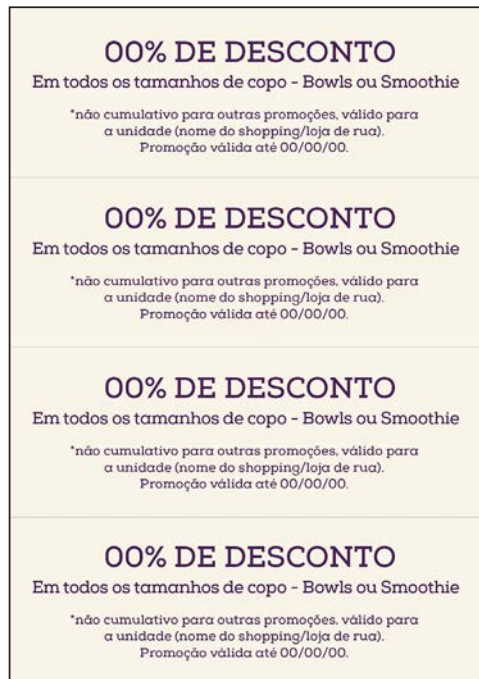 00% DE DESCONTO
Em todos os tamanhos de copo - Bowls ou Smoothie
*não cumulativo para outras promoções, válido para
a unidade (nome do shopping/loja de rua).
Promoção válida até 00/00/00.
00% DE DESCONTO
Em todos os tamanhos de copo - Bowls ou Smoothie
*não cumulativo para outras promoções, válido para
a unidade (nome do shopping/loja de rua).
Promoção válida até 00/00/00.
00% DE DESCONTO
Em todos os tamanhos de copo - Bowls ou Smoothie
*não cumulativo para outras promoções, válido para
a unidade (nome do shopping/loja de rua).
Promoção válida até 00/00/00.
00% DE DESCONTO
Em todos os tamanhos de copo - Bowls ou Smoothie
*não cumulativo para outras promoções, válido para
a unidade (nome do shopping/loja de rua).
Promoção válida até 00/00/00.